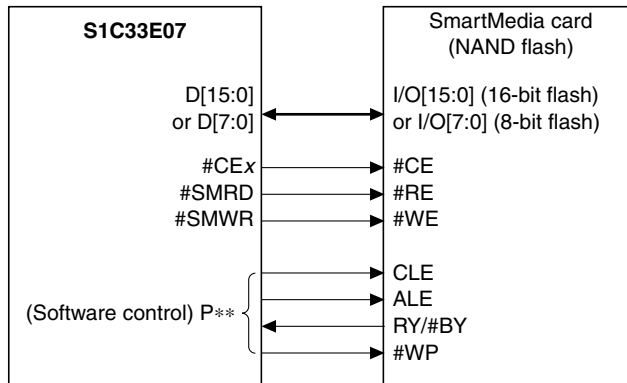 S1C33E07
SmartMedia card
(NAND flash)
D[15:0]
or D[7:0]
I/O[15:0] (16-bit flash)
or I/O[7:0] (8-bit flash)
#CEx
#CE
#SMRD
#RE
#SMWR
#WE
(Software control) P**
CLE
ALE
RY/#BY
#WP